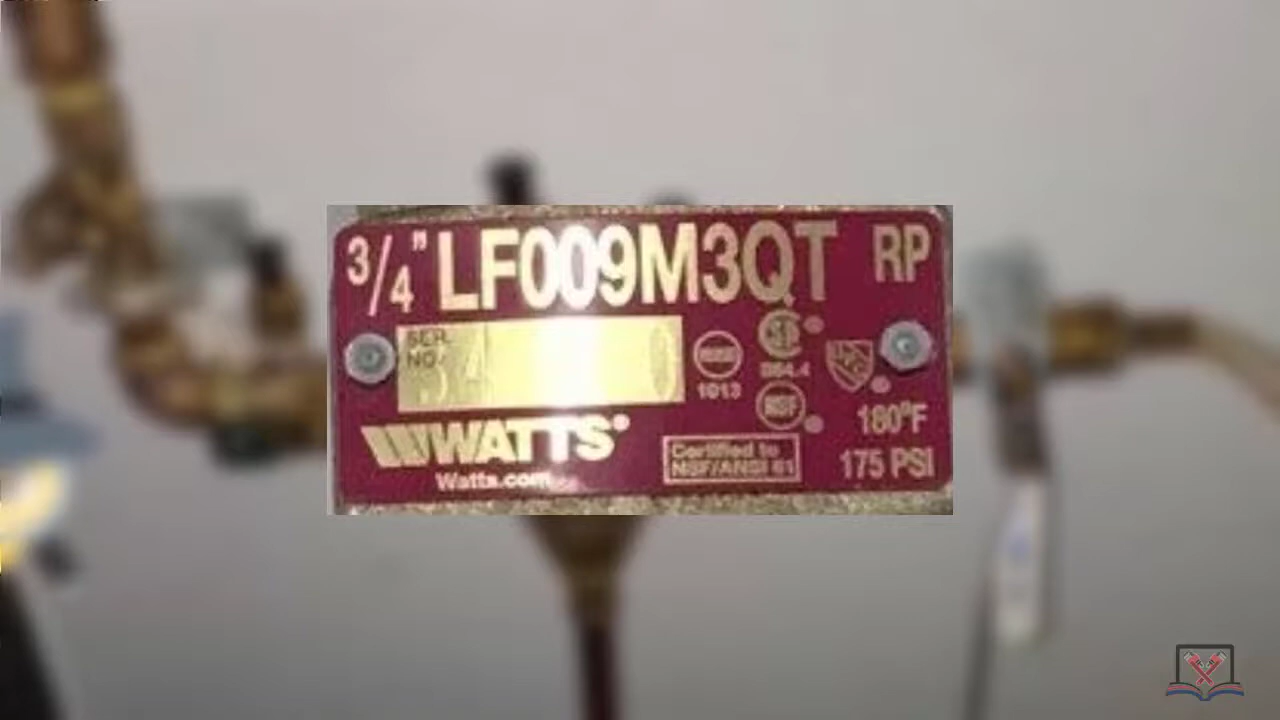 3/4" LF009M3QT RP
SER.
NO.
1013
B64.4
NSF®
WATTS®
180°F
Certified to
NSF/ANSI 61
175 PSI
Watts.com